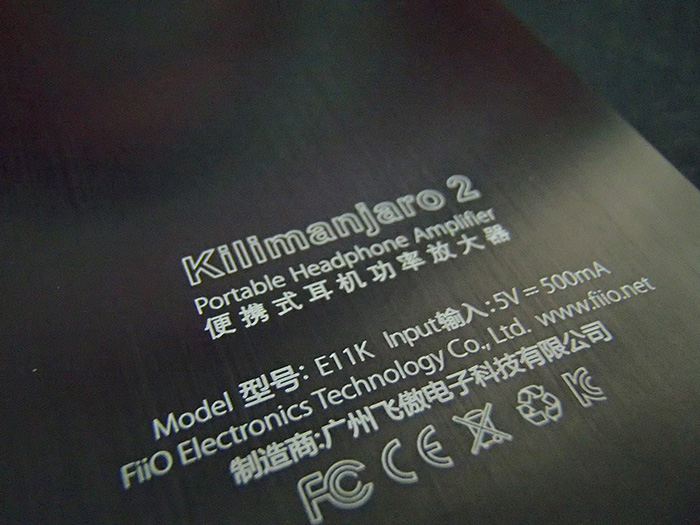 Kilimanjaro 2
Portable Headphone Amplifier
便携式耳机功率放大器
Model 型号: E11K Input输入:5V = 500mA
FiiO Electronics Technology Co., Ltd. www.fiio.net
制造商:广州飞傲电子科技有限公司
FC CE